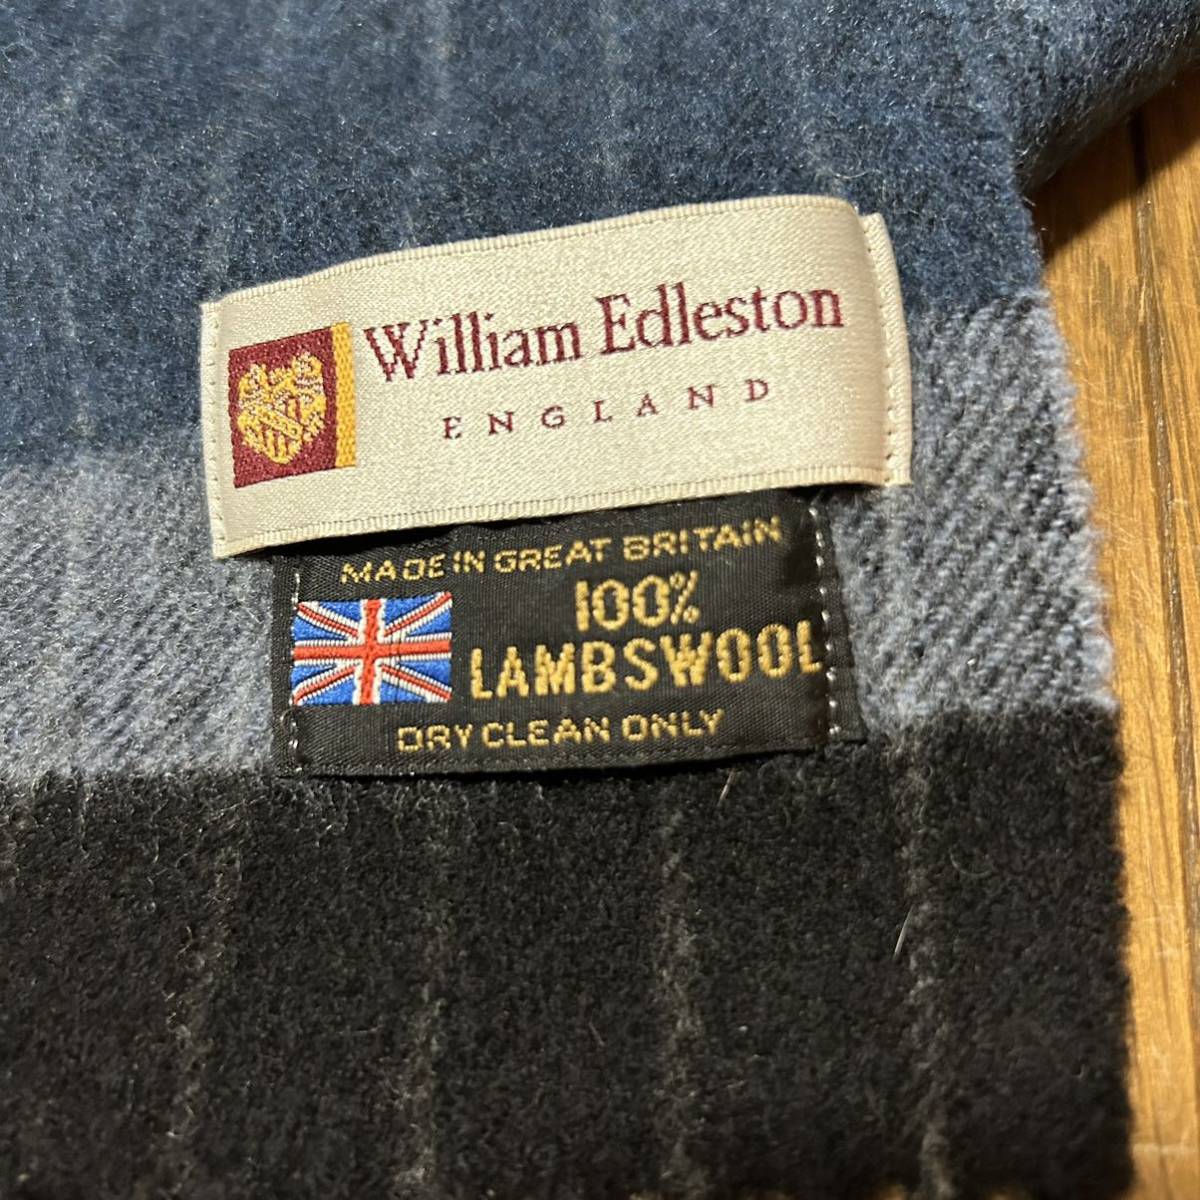 William Edleston
ENGLAND
MADE IN GREAT BRITAIN
100%
LAMBSWOOL
DRY CLEAN ONLY